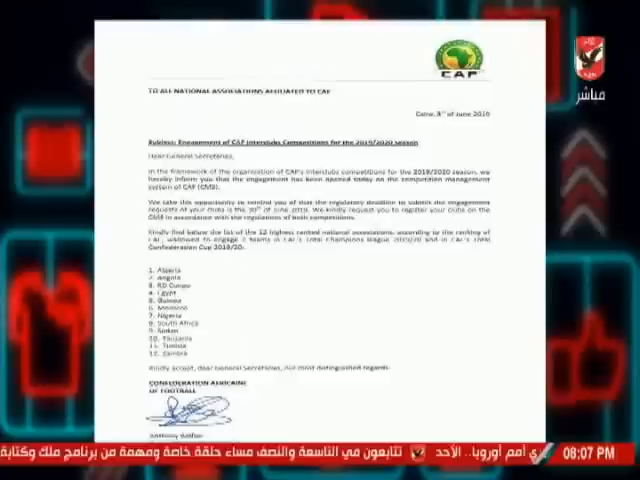 CAF
TO ALL NATIONAL ASSOCIATIONS AFFILIATED TO CAF
Cairo, 3rd of June 2019
Subject: Engagement of CAF Interclubs Competitions for the 2019/2020 season
Dear General Secretaries,
In the framework of the organization of CAF's interclubs competitions for the 2019/2020 season, we
hereby inform you that the engagement has been opened today on the competition management
system of CAF (CMS).
We take this opportunity to remind you of that the regulatory deadline to submit the engagement
requests of your clubs is the 30th of June 2019. We kindly request you to register your clubs on the
CMS in accordance with the regulations of both competitions.
Kindly find below the list of the 12 highest ranked national associations, according to the ranking of
CAF, allowed to engage 2 teams in CAF's Total Champions league 2019/20 and in CAF's Total
Confederation Cup 2019/20:
1. Algeria
2. Angola
3. RD Congo
4. Egypt
5. Guinea
6. Morocco
7. Nigeria
8. South Africa
9. Sudan
10. Tanzania
11. Tunisia
12. Zambia
Kindly accept, dear General Secretaries, our most distinguished regards.
CONFEDERATION AFRICAINE
OF FOOTBALL
مباشر
ي أمم أوروبا.. الأحد
تتابعون في التاسعة والنصف مساء حلقة خاصة ومهمة من برنامج ملك وكتابة
08:07 PM